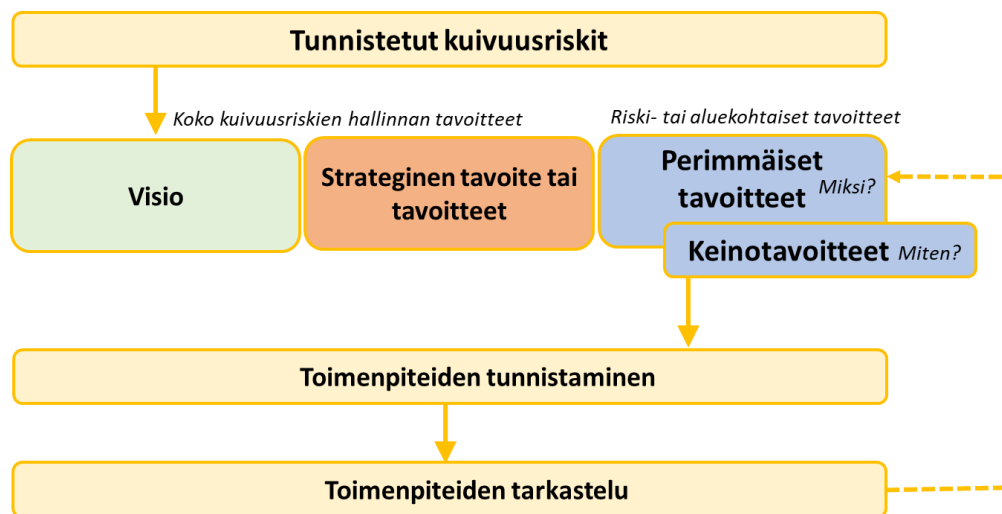 Tunnistetut kuivuusriskit
Koko kuivuusriskien hallinnan tavoitteet
Riski- tai aluekohtaiset tavoitteet
Visio
Strateginen tavoite tai
tavoitteet
Perimmäiset
tavoitteet Miksi?
Keinotavoitteet Miten?
Toimenpiteiden tunnistaminen
Toimenpiteiden tarkastelu